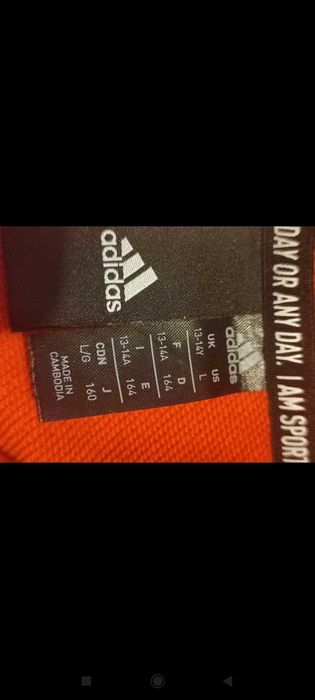 DAY OR ANY DAY. I AM SPORT
adidas
adidas
UK US
13-14Y L
F D
13-14A 164
I E
13-14A 164
CDN J
L/G 160
MADE IN
CAMBODIA